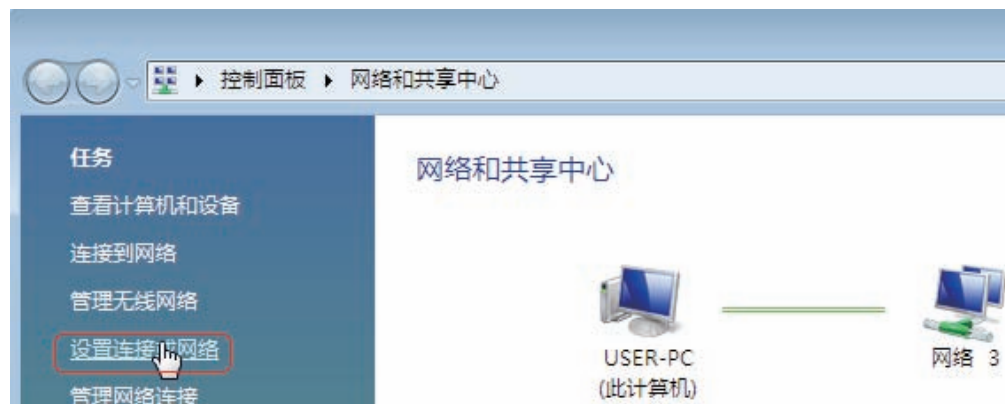 控制面板 ▸ 网络和共享中心
任务
网络和共享中心
查看计算机和设备
连接到网络
管理无线网络
设置连接或网络
管理网络连接
USER-PC
(此计算机)
网络 3